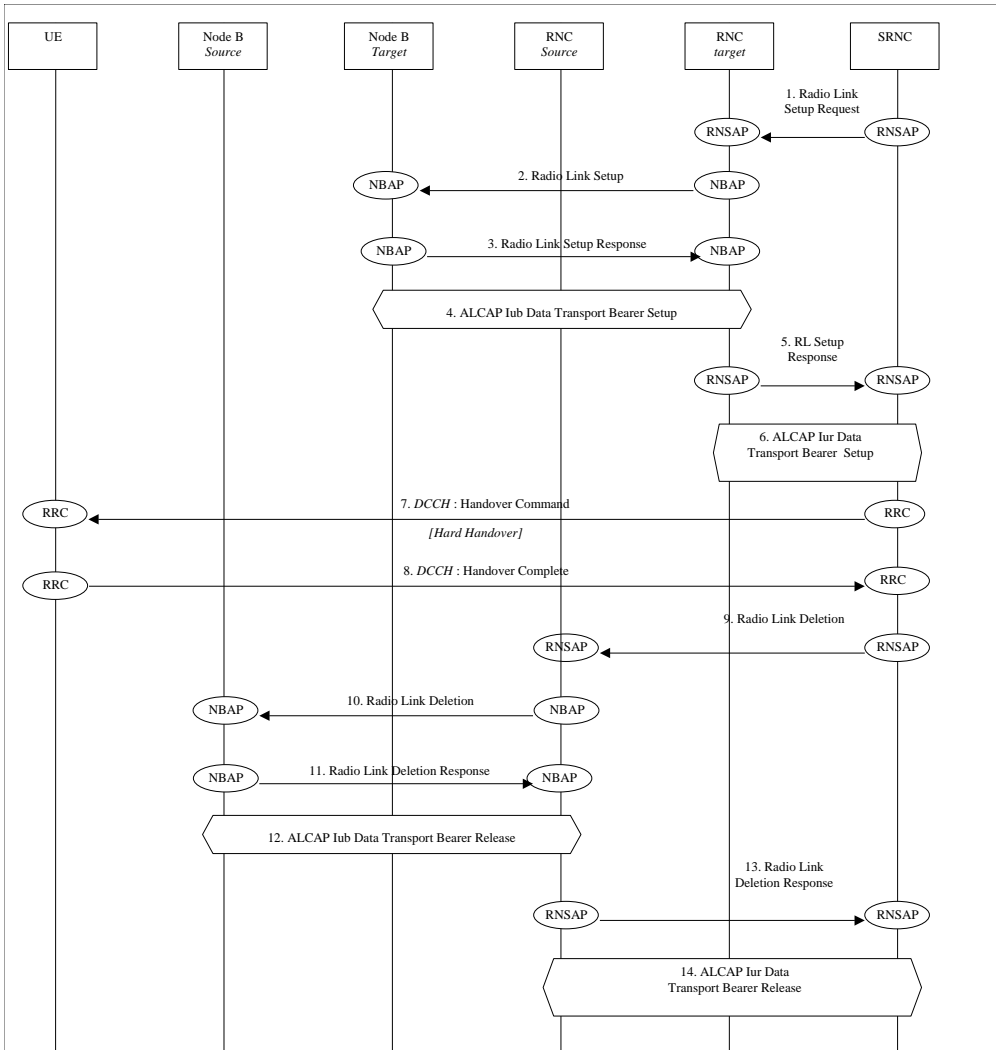 UE
Node B
Source
Node B
Target
RNC
Source
RNC
target
SRNC
1. Radio Link
Setup Request
RNSAP
RNSAP
2. Radio Link Setup
NBAP
NBAP
3. Radio Link Setup Response
NBAP
NBAP
4. ALCAP Iub Data Transport Bearer Setup
5. RL Setup
Response
RNSAP
RNSAP
6. ALCAP Iur Data
Transport Bearer Setup
7. DCCH : Handover Command
RRC
RRC
[Hard Handover]
8. DCCH : Handover Complete
RRC
RRC
9. Radio Link Deletion
RNSAP
RNSAP
10. Radio Link Deletion
NBAP
NBAP
11. Radio Link Deletion Response
NBAP
NBAP
12. ALCAP Iub Data Transport Bearer Release
13. Radio Link
Deletion Response
RNSAP
RNSAP
14. ALCAP Iur Data
Transport Bearer Release